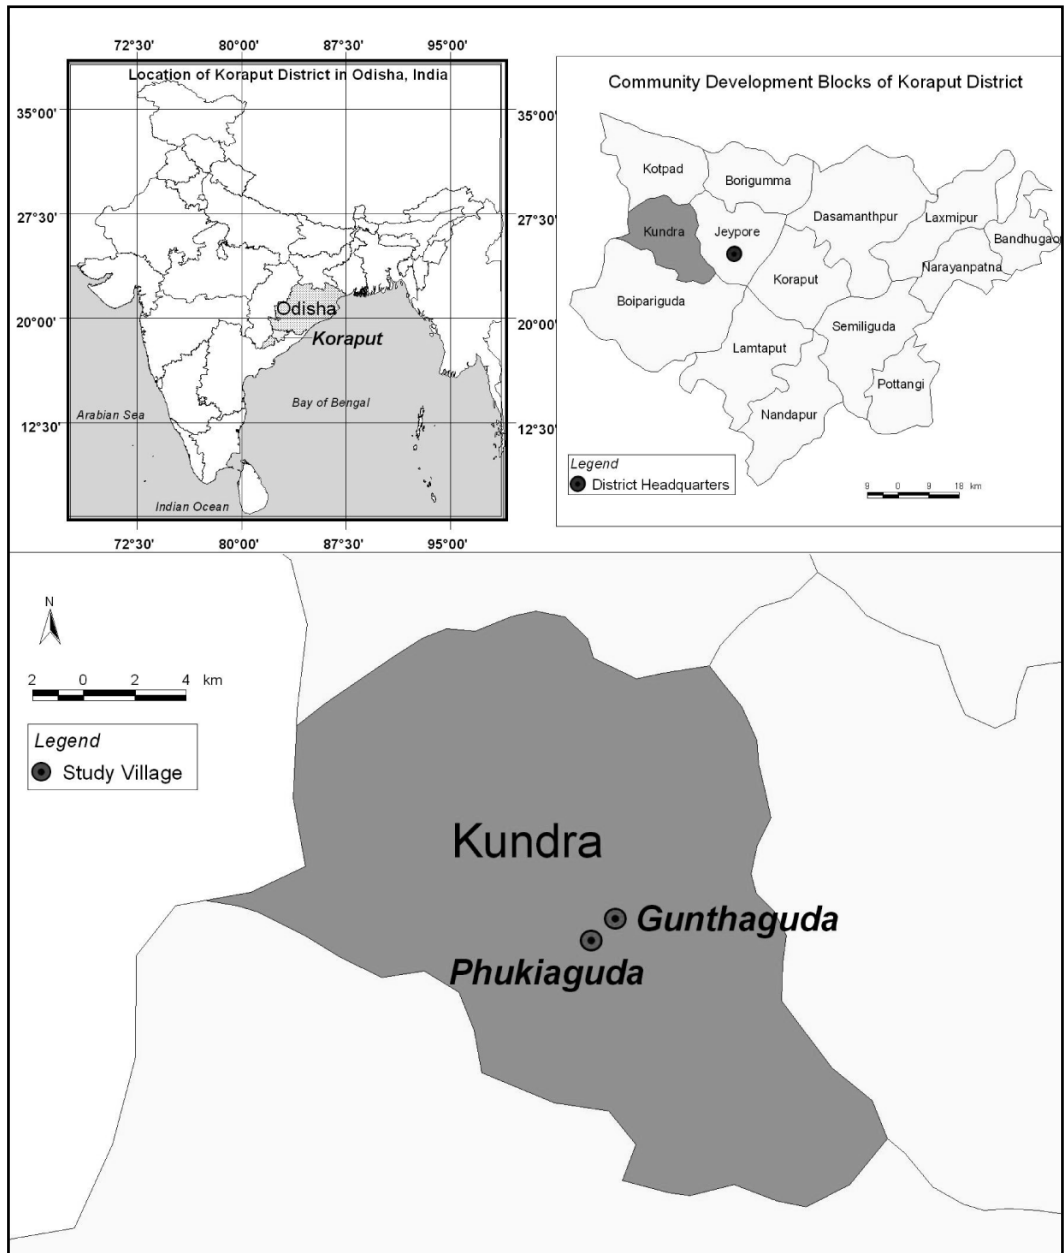 72°30' 80°00' 87°30' 95°00'
Location of Koraput District in Odisha, India
35°00'
27°30'
20°00'
12°30'
Odisha
Koraput
Arabian Sea
Bay of Bengal
Indian Ocean
72°30' 80°00' 87°30' 95°00'
35°00'
27°30'
20°00'
12°30'
Community Development Blocks of Koraput District
Kotpad
Borigumma
Dasamanthpur
Laxmipur
Kundra
Jeypore
Bandhugaon
Narayanpatna
Koraput
Boipariguda
Semiliguda
Lamtaput
Pottangi
Nandapur
Legend
District Headquarters
9 0 9 18 km
N
2 0 2 4 km
Legend
Study Village
Kundra
Gunthaguda
Phukiaguda